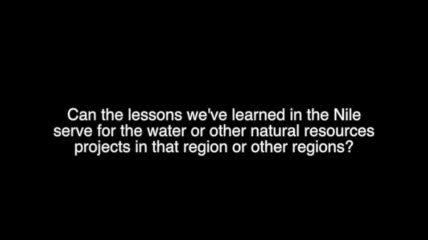 Can the lessons we've learned in the Nile
serve for the water or other natural resources
projects in that region or other regions?